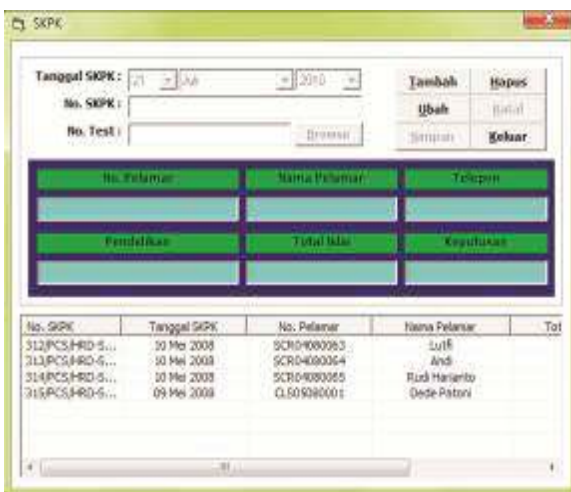 SKPK
Tanggal SKPK : 21 Juli 2010
No. SKPK :
No. Test : Browse
Tambah Hapus
Ubah Batal
Simpan Keluar
No. Pelamar Nama Pelamar Telepon
Pendidikan Total Nilai Keputusan
No. SKPK Tanggal SKPK No. Pelamar Nama Pelamar Tot
312/PCS/HRD-S... 10 Mei 2008 SCR04080063 Lutfi
313/PCS/HRD-S... 10 Mei 2008 SCR04080064 Andi
314/PCS/HRD-S... 10 Mei 2008 SCR04080065 Rudi Harianto
315/PCS/HRD-S... 09 Mei 2008 CLS05080001 Dede Patoni